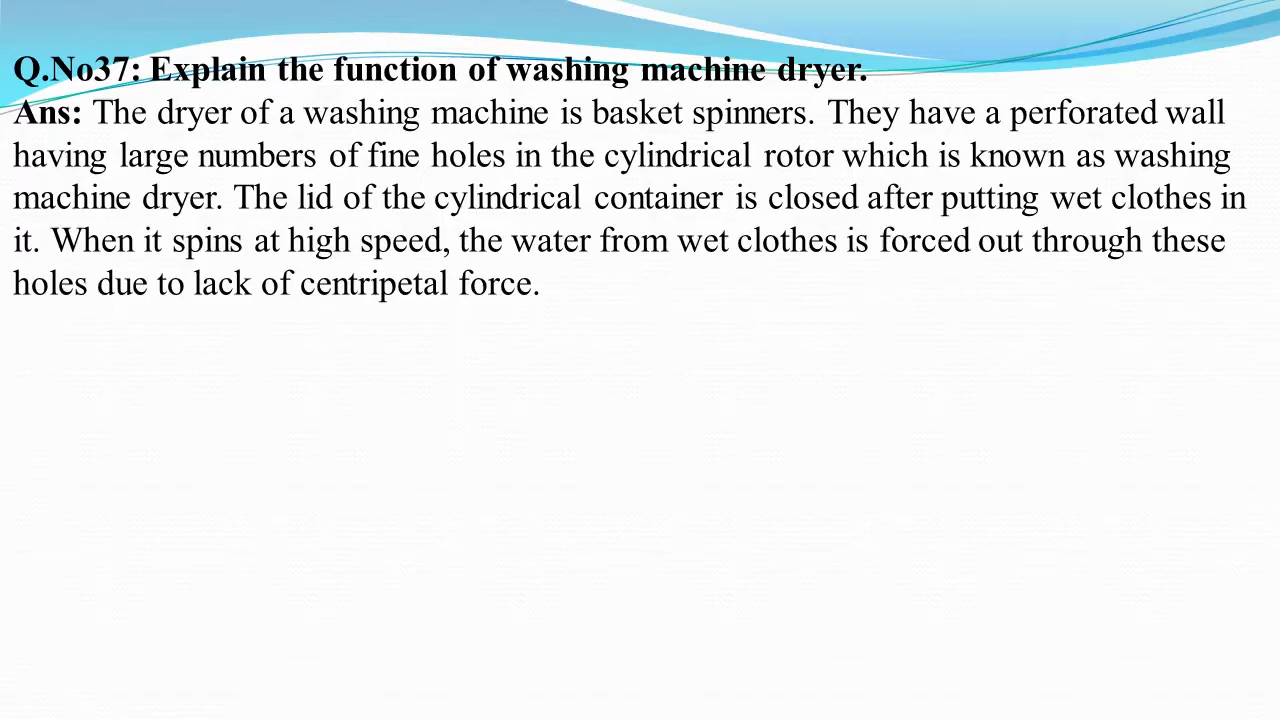 Q.No37: Explain the function of washing machine dryer.
Ans: The dryer of a washing machine is basket spinners. They have a perforated wall
having large numbers of fine holes in the cylindrical rotor which is known as washing
machine dryer. The lid of the cylindrical container is closed after putting wet clothes in
it. When it spins at high speed, the water from wet clothes is forced out through these
holes due to lack of centripetal force.